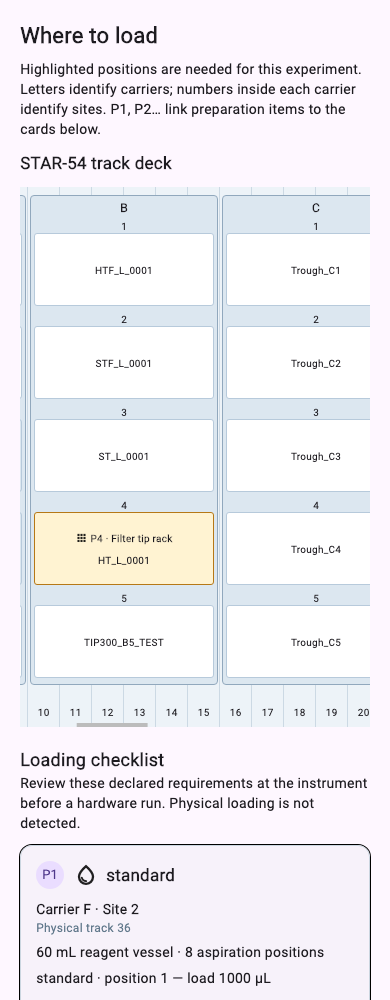 Where to load
Highlighted positions are needed for this experiment.
Letters identify carriers; numbers inside each carrier
identify sites. P1, P2… link preparation items to the
cards below.
STAR-54 track deck
B
1
HTF_L_0001
2
STF_L_0001
3
ST_L_0001
4
P4 · Filter tip rack
HT_L_0001
5
TIP300_B5_TEST
C
1
Trough_C1
2
Trough_C2
3
Trough_C3
4
Trough_C4
5
Trough_C5
10 11 12 13 14 15 16 17 18 19 20
Loading checklist
Review these declared requirements at the instrument
before a hardware run. Physical loading is not
detected.
P1 standard
Carrier F · Site 2
Physical track 36
60 mL reagent vessel · 8 aspiration positions
standard · position 1 — load 1000 µL